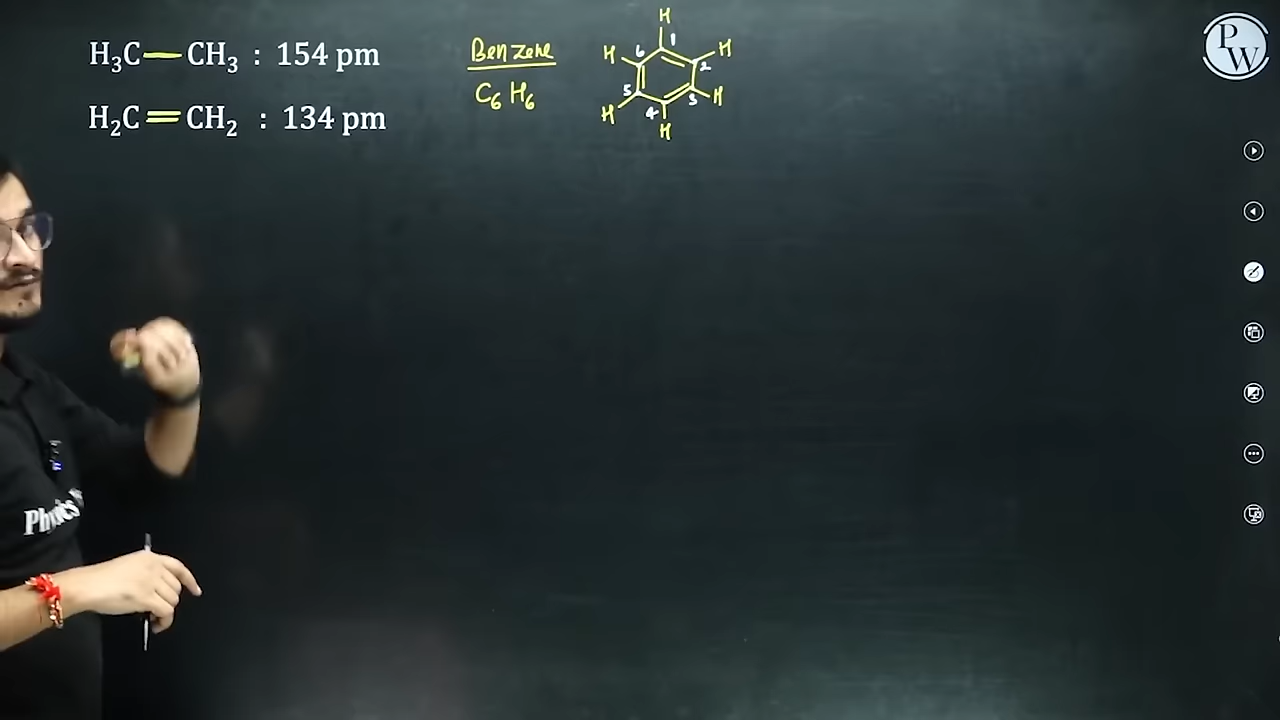 H₃C—CH₃ : 154 pm
H₂C=CH₂ : 134 pm
Benzene
C₆H₆
H
H 6 1 H
2
5 3 H
H 4
H
PW
Physics